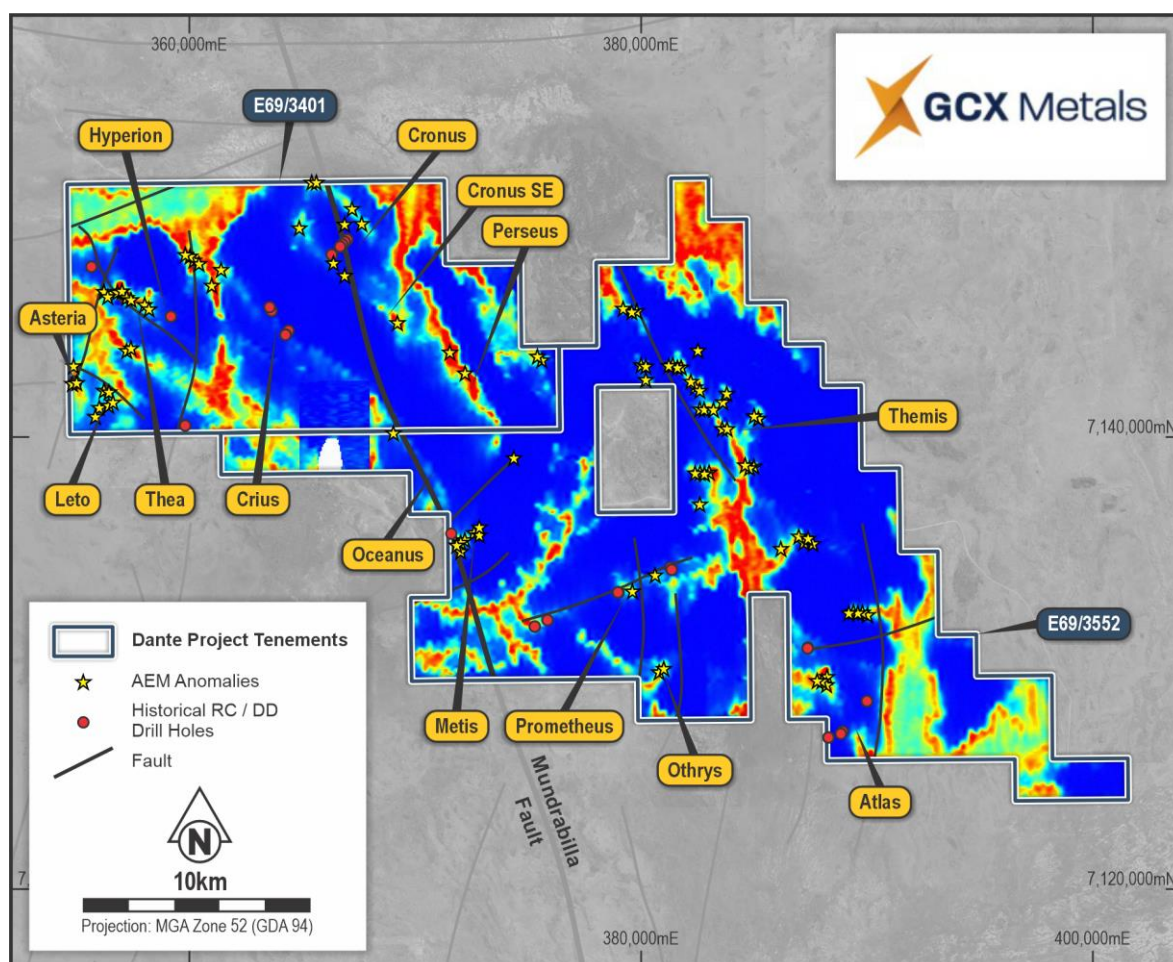 360,000mE
380,000mE
GCX Metals
E69/3401
Hyperion
Cronus
Cronus SE
Perseus
Asteria
Themis
7,140,000mN
Leto
Thea
Crius
Oceanus
E69/3552
Dante Project Tenements
AEM Anomalies
Historical RC / DD
Drill Holes
Fault
Metis
Prometheus
Othrys
Atlas
Mundrabilla
Fault
N
10km
7,
7,120,000mN
Projection: MGA Zone 52 (GDA 94)
380,000mE
400,000mE